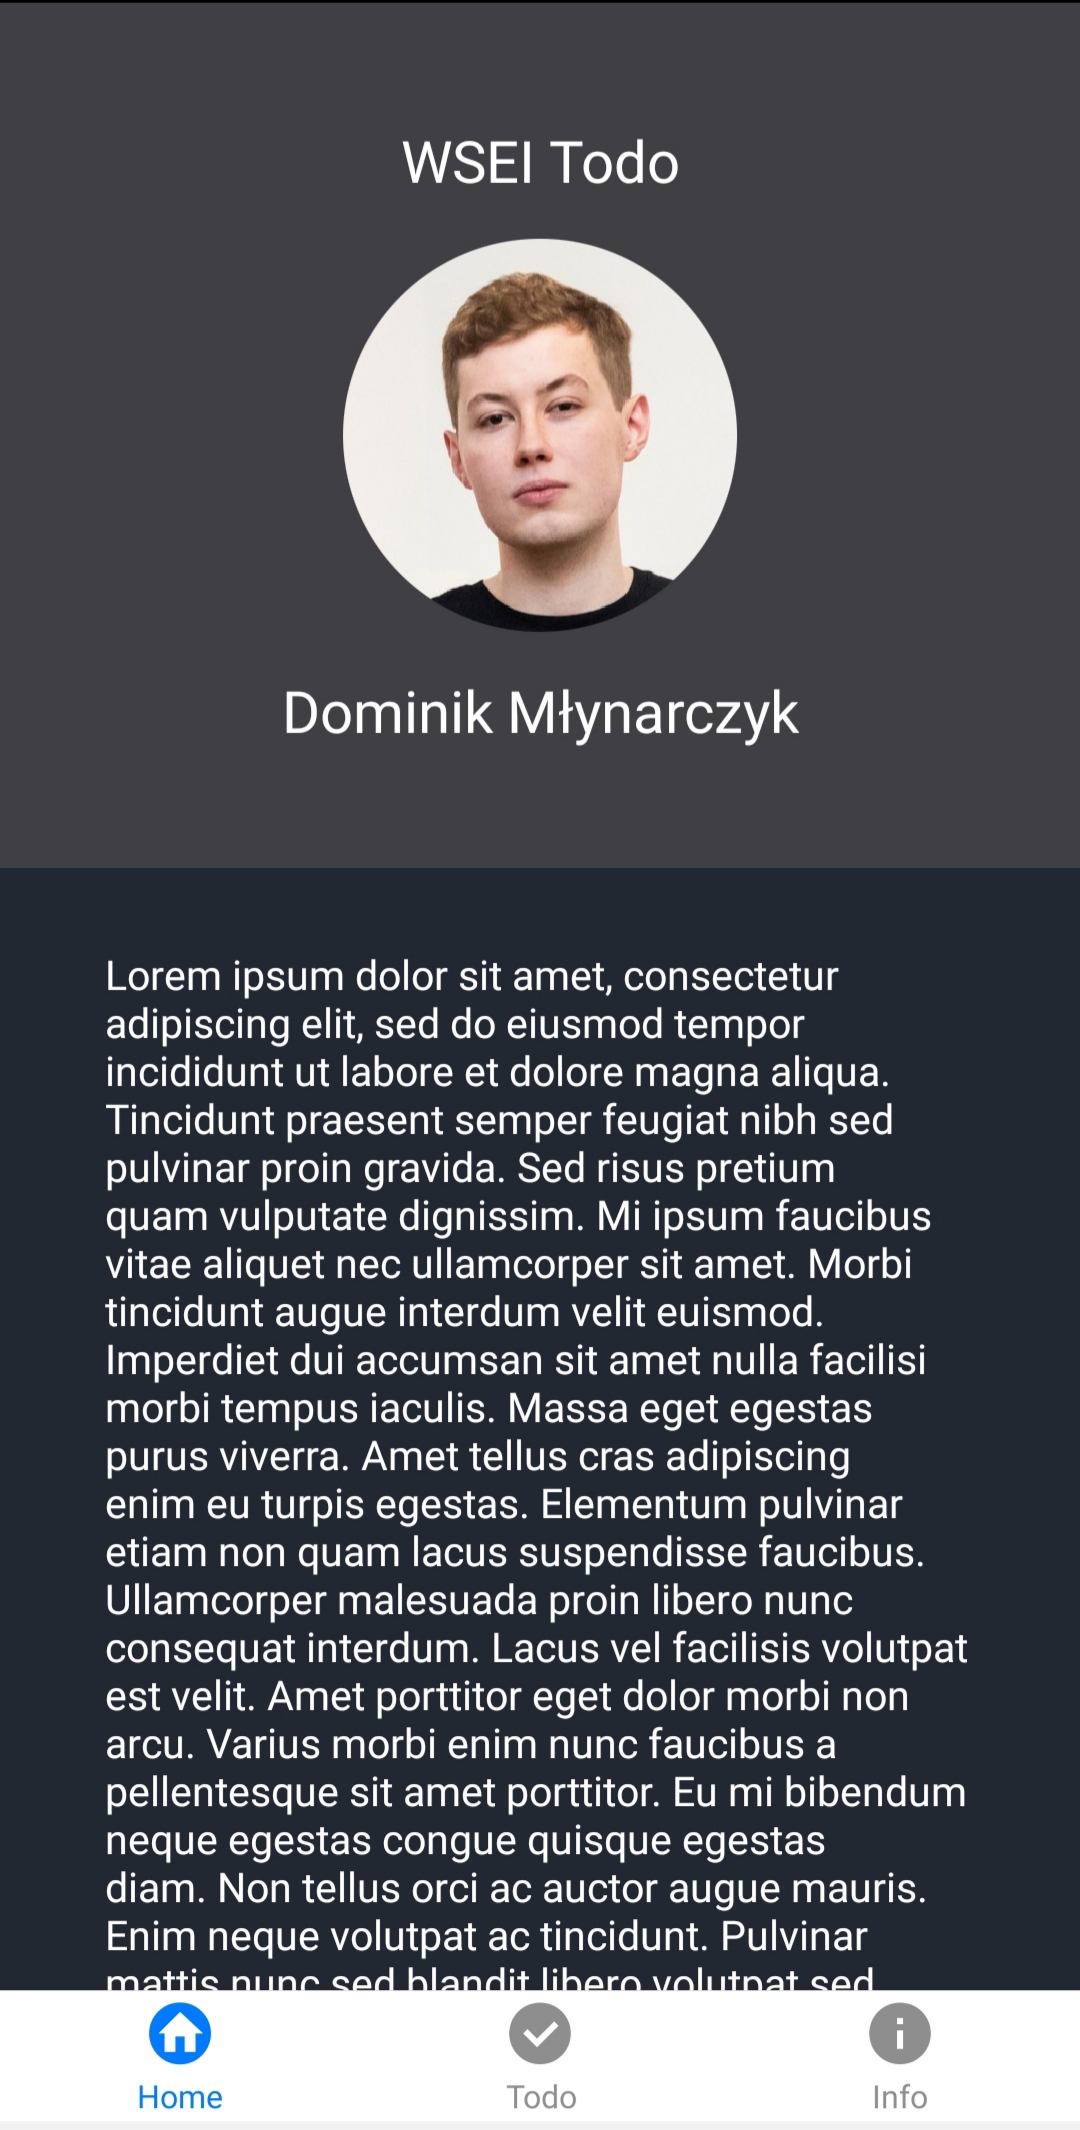 WSEI Todo
Dominik Młynarczyk
Lorem ipsum dolor sit amet, consectetur
adipiscing elit, sed do eiusmod tempor
incididunt ut labore et dolore magna aliqua.
Tincidunt praesent semper feugiat nibh sed
pulvinar proin gravida. Sed risus pretium
quam vulputate dignissim. Mi ipsum faucibus
vitae aliquet nec ullamcorper sit amet. Morbi
tincidunt augue interdum velit euismod.
Imperdiet dui accumsan sit amet nulla facilisi
morbi tempus iaculis. Massa eget egestas
purus viverra. Amet tellus cras adipiscing
enim eu turpis egestas. Elementum pulvinar
etiam non quam lacus suspendisse faucibus.
Ullamcorper malesuada proin libero nunc
consequat interdum. Lacus vel facilisis volutpat
est velit. Amet porttitor eget dolor morbi non
arcu. Varius morbi enim nunc faucibus a
pellentesque sit amet porttitor. Eu mi bibendum
neque egestas congue quisque egestas
diam. Non tellus orci ac auctor augue mauris.
Enim neque volutpat ac tincidunt. Pulvinar
mattis nunc sed blandit libero volutpat sed
Home
Todo
Info